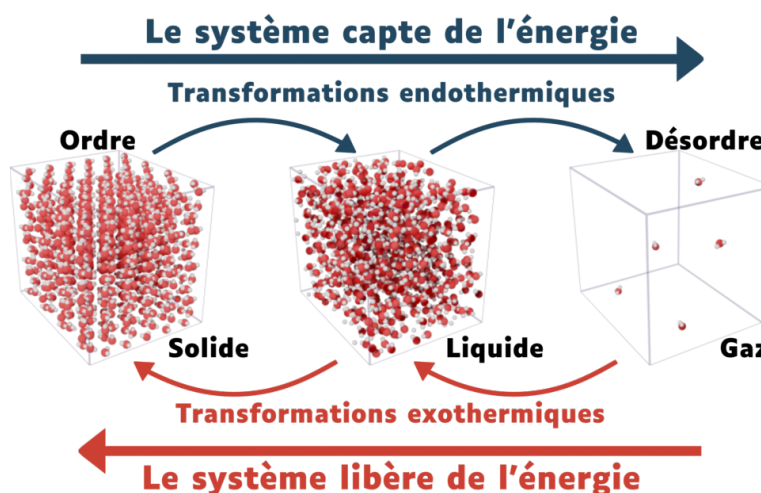 Le système capte de l'énergie
Transformations endothermiques
Ordre
Désordre
Solide
Liquide
Gaz
Transformations exothermiques
Le système libère de l'énergie